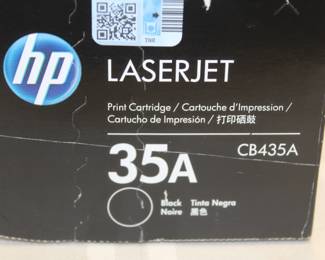 hp
LASERJET
Print Cartridge / Cartouche d'Impression /
Cartucho de Impresión / 打印硒鼓
35A CB435A
Black Tinta Negra
Noire 黑色